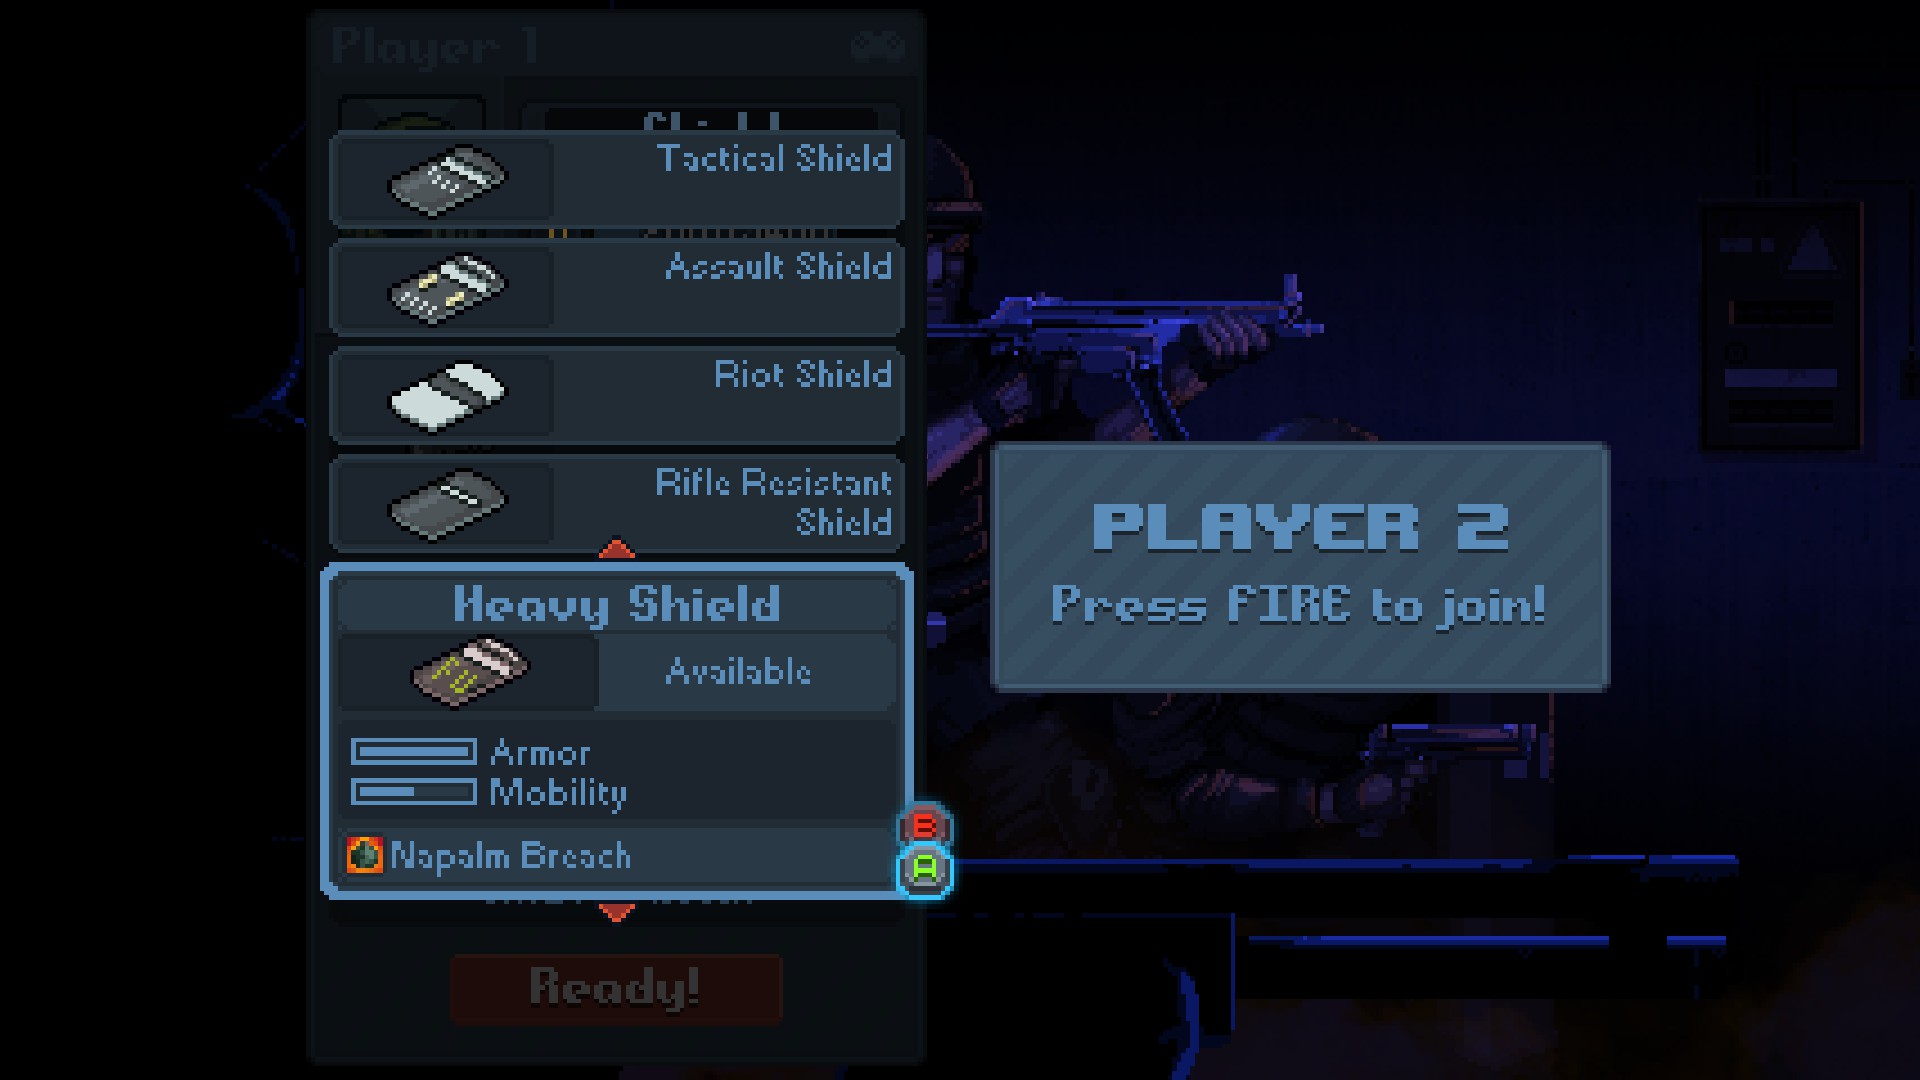 Player 1
Shield
Tactical Shield
Assault Shield
Riot Shield
Rifle Resistant
Shield
Heavy Shield
Available
Armor
Mobility
Napalm Breach
B
A
Ready!
PLAYER 2
Press FIRE to join!